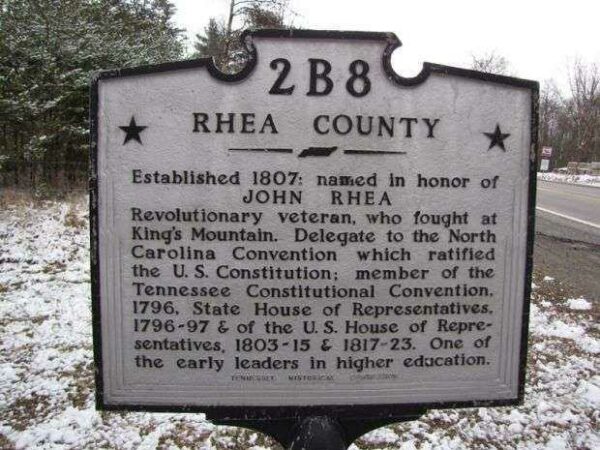 2B8
RHEA COUNTY
Established 1807; named in honor of
JOHN RHEA
Revolutionary veteran, who fought at
King's Mountain. Delegate to the North
Carolina Convention which ratified
the U. S. Constitution; member of the
Tennessee Constitutional Convention,
1796, State House of Representatives,
1796-97 & of the U. S. House of Repre-
sentatives, 1803-15 & 1817-23. One of
the early leaders in higher education.
TENNESSEE HISTORICAL COMMISSION